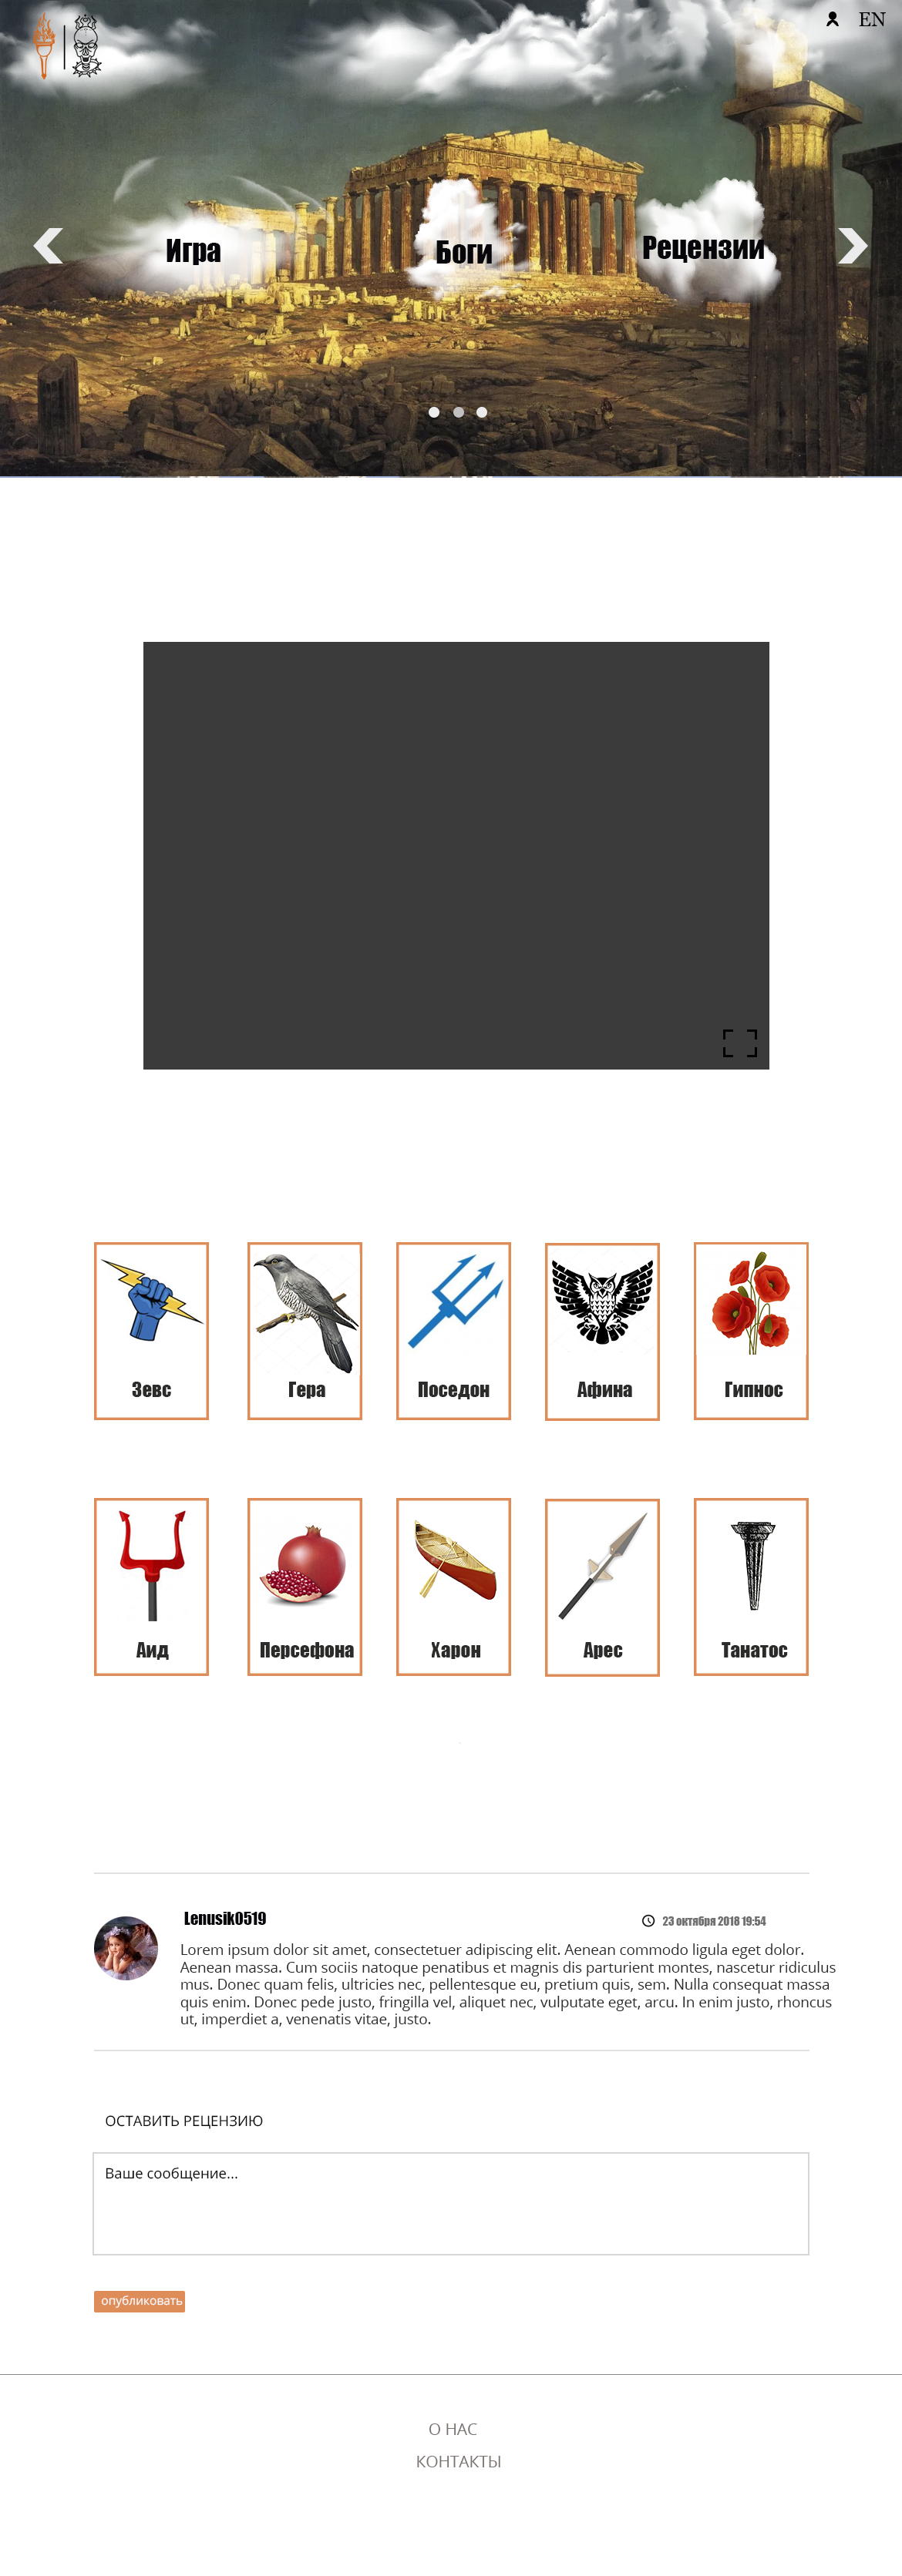 EN
Игра
Боги
Рецензии
Зевс
Гера
Поседон
Афина
Гипнос
Аид
Персефона
Харон
Арес
Танатос
Lenusik0519
23 октября 2018 19:54
Lorem ipsum dolor sit amet, consectetuer adipiscing elit. Aenean commodo ligula eget dolor.
Aenean massa. Cum sociis natoque penatibus et magnis dis parturient montes, nascetur ridiculus
mus. Donec quam felis, ultricies nec, pellentesque eu, pretium quis, sem. Nulla consequat massa
quis enim. Donec pede justo, fringilla vel, aliquet nec, vulputate eget, arcu. In enim justo, rhoncus
ut, imperdiet a, venenatis vitae, justo.
ОСТАВИТЬ РЕЦЕНЗИЮ
Ваше сообщение...
опубликовать
О НАС
КОНТАКТЫ